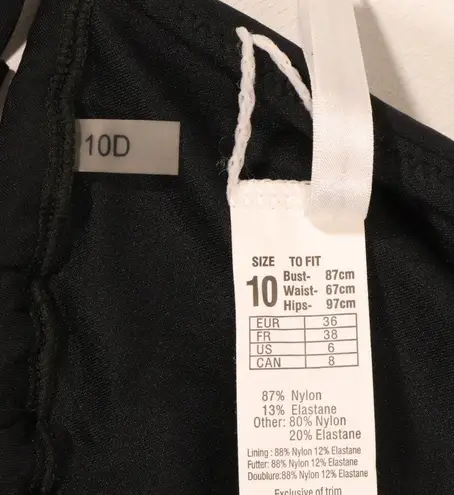 10D
SIZE TO FIT
10 Bust- 87cm
Waist- 67cm
Hips- 97cm
EUR 36
FR 38
US 6
CAN 8
87% Nylon
13% Elastane
Other: 80% Nylon
20% Elastane
Lining : 88% Nylon 12% Elastane
Futter: 88% Nylon 12% Elastane
Doublure:88% Nylon 12% Elastane
Exclusive of trim